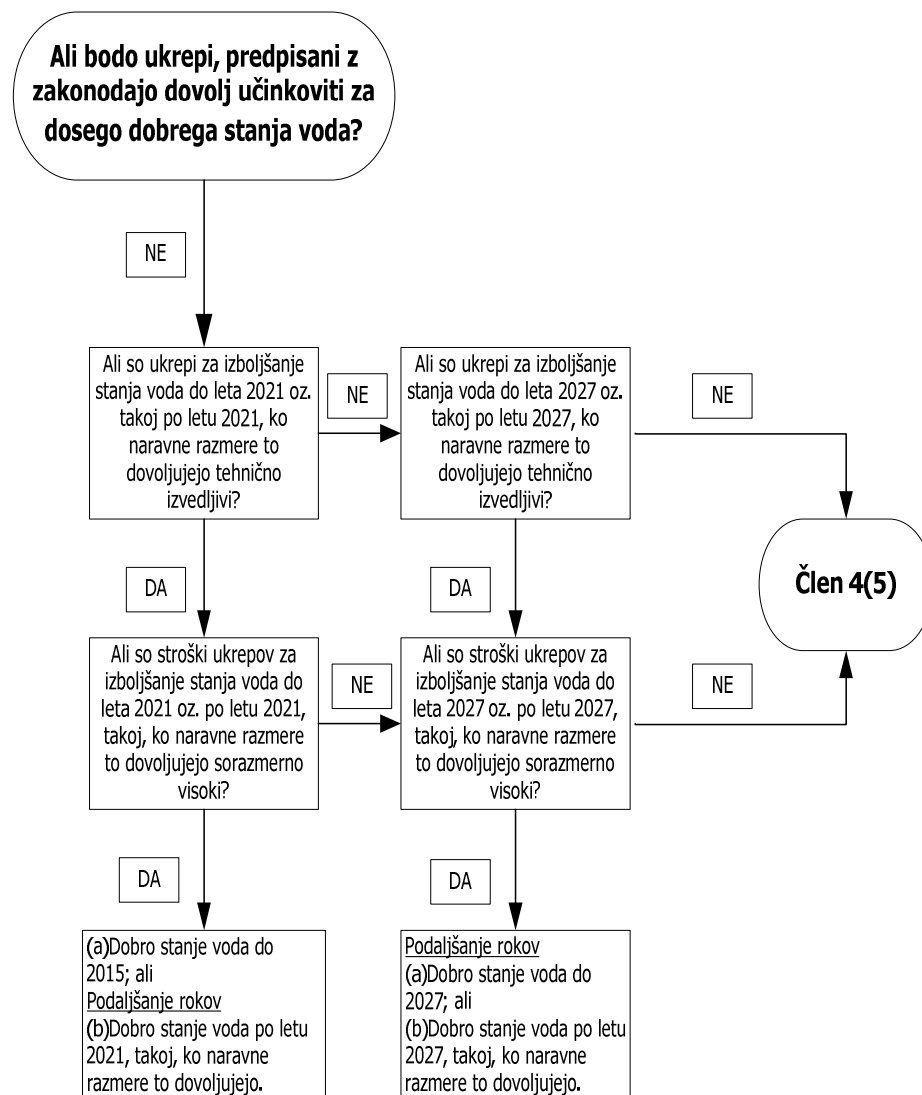 Ali bodo ukrepi, predpisani z
zakonodajo dovolj učinkoviti za
dosego dobrega stanja voda?
NE
Ali so ukrepi za izboljšanje
stanja voda do leta 2021 oz.
takoj po letu 2021, ko
naravne razmere to
dovoljujejo tehnično
izvedljivi?
NE
Ali so ukrepi za izboljšanje
stanja voda do leta 2027 oz.
takoj po letu 2027, ko
naravne razmere to
dovoljujejo tehnično
izvedljivi?
NE
Člen 4(5)
DA
DA
Ali so stroški ukrepov za
izboljšanje stanja voda do
leta 2021 oz. po letu 2021,
takoj, ko naravne razmere
to dovoljujejo sorazmerno
visoki?
NE
Ali so stroški ukrepov za
izboljšanje stanja voda do
leta 2027 oz. po letu 2027,
takoj, ko naravne razmere
to dovoljujejo sorazmerno
visoki?
NE
DA
DA
(a)Dobro stanje voda do
2015; ali
Podaljšanje rokov
(b)Dobro stanje voda po letu
2021, takoj, ko naravne
razmere to dovoljujejo.
Podaljšanje rokov
(a)Dobro stanje voda do
2027; ali
(b)Dobro stanje voda po letu
2027, takoj, ko naravne
razmere to dovoljujejo.